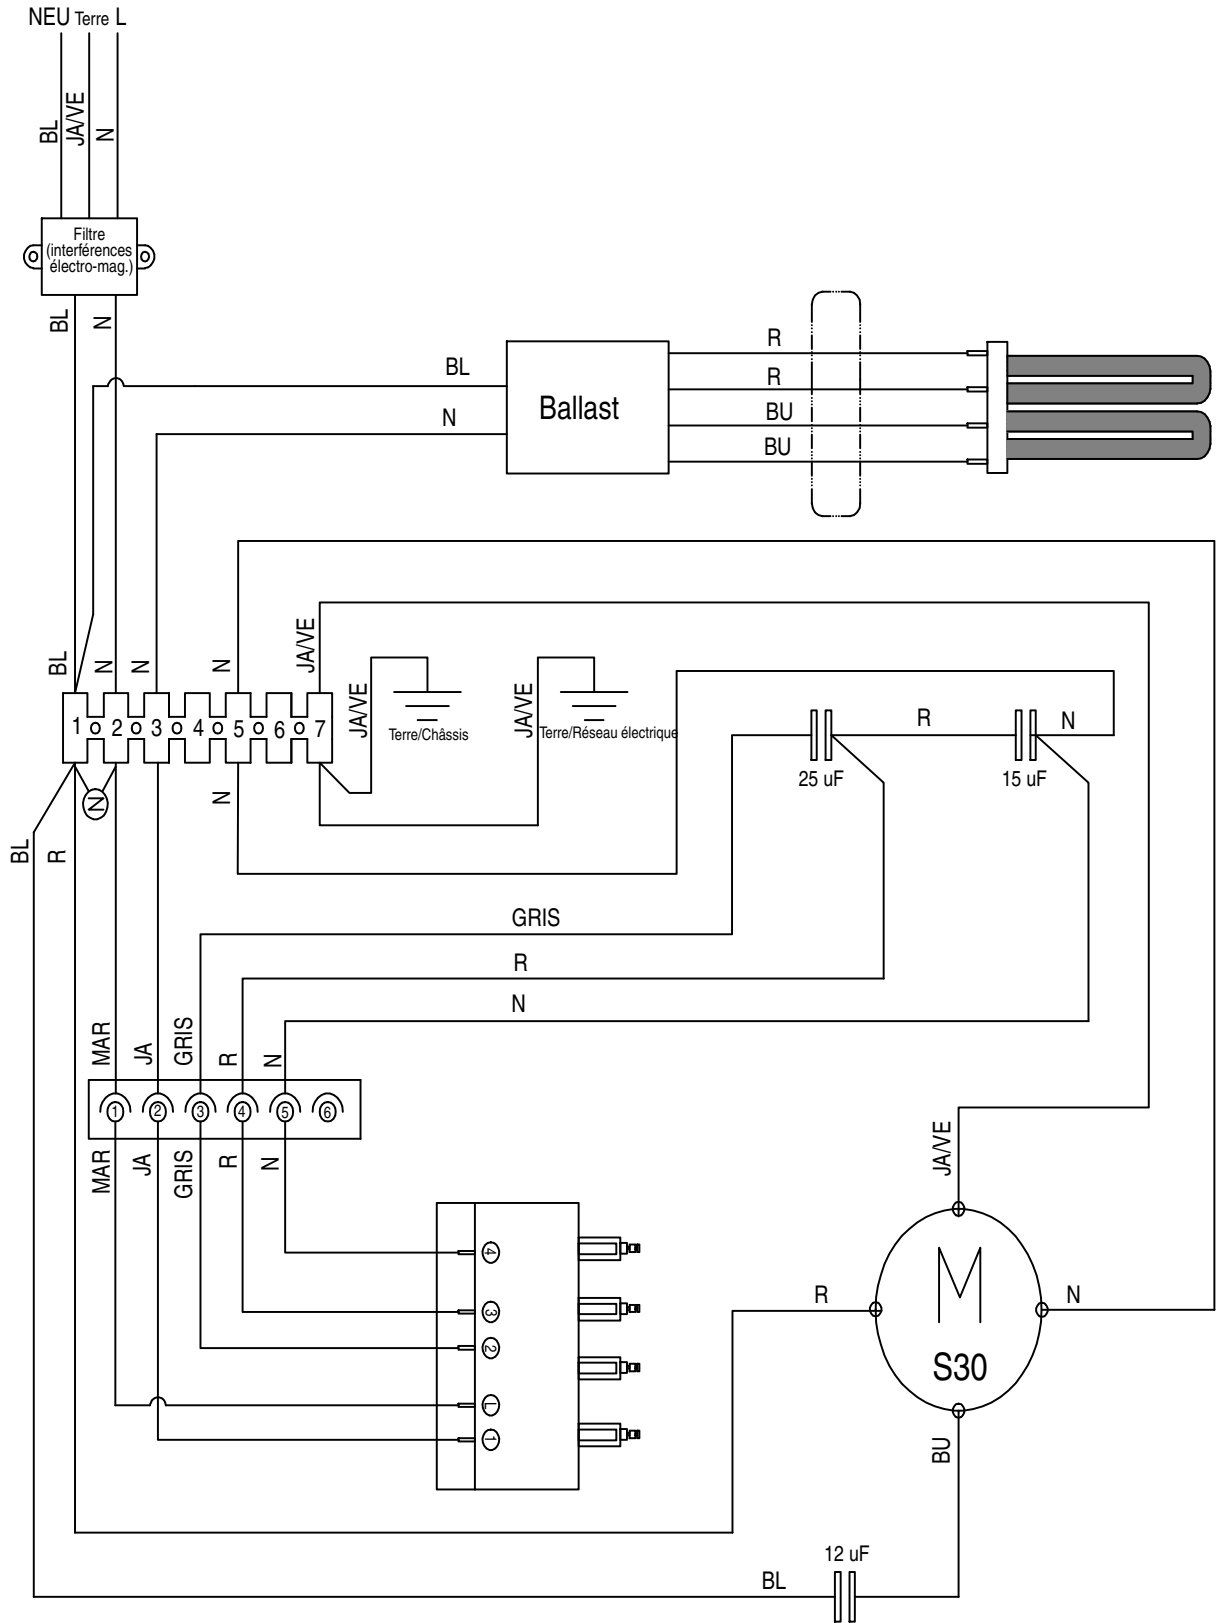 NEU Terre L
BL
JA/VE
N
Filtre
(interférences
électro-mag.)
BL
N
BL
N
Ballast
R
R
BU
BU
BL
N
N
N
JA/VE
1
2
3
4
5
6
7
JA/VE
Terre/Châssis
JA/VE
Terre/Réseau électrique
R
N
25 uF
15 uF
N
N
BL
R
GRIS
R
N
MAR
JA
GRIS
R
N
1
2
3
4
5
6
MAR
JA
GRIS
R
N
4
3
2
L
1
JA/VE
R
M
N
S30
BU
12 uF
BL